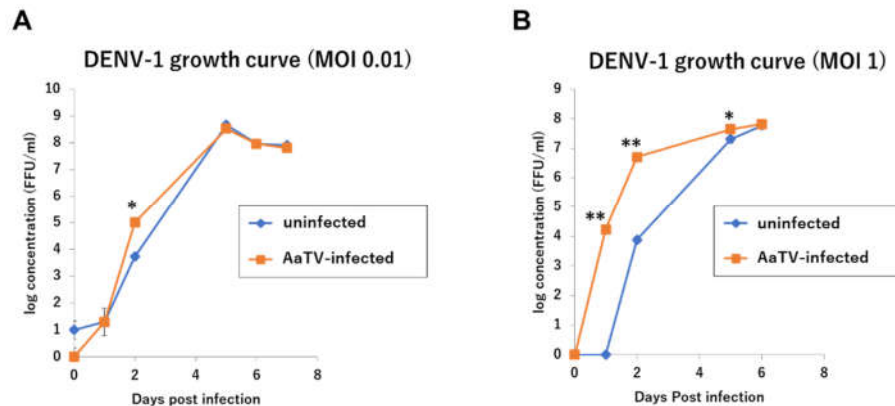 A
DENV-1 growth curve (MOI 0.01)
10
9
8
7
6
5
4
3
2
1
0
log concentration (FFU/ml)
*
uninfected
AaTV-infected
0 2 4 6 8
Days post infection
B
DENV-1 growth curve (MOI 1)
9
8
7
6
5
4
3
2
1
0
log concentration (FFU/ml)
**
**
*
uninfected
AaTV-infected
0 2 4 6 8
Days Post infection